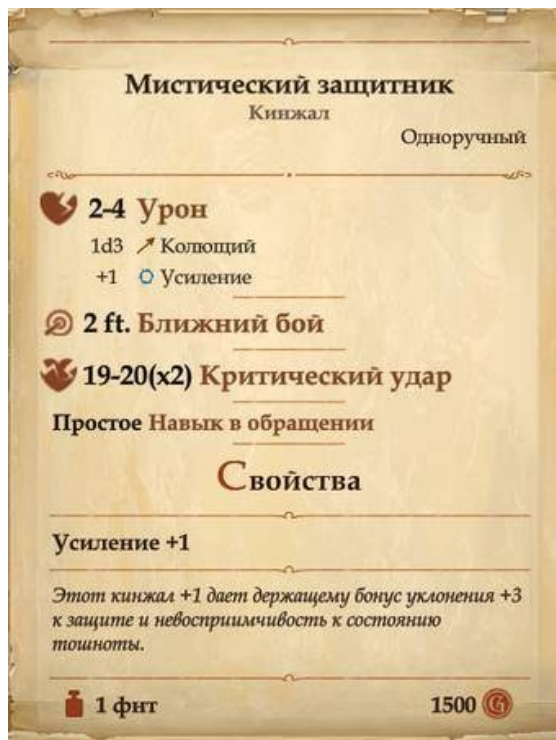 Мистический защитник
Кинжал
Одноручный
2-4 Урон
1d3 Колющий
+1 Усиление
2 ft. Ближний бой
19-20(x2) Критический удар
Простое Навык в обращении
Свойства
Усиление +1
Этот кинжал +1 дает держащему бонус уклонения +3
к защите и невосприимчивость к состоянию
тошноты.
1 фнт
1500